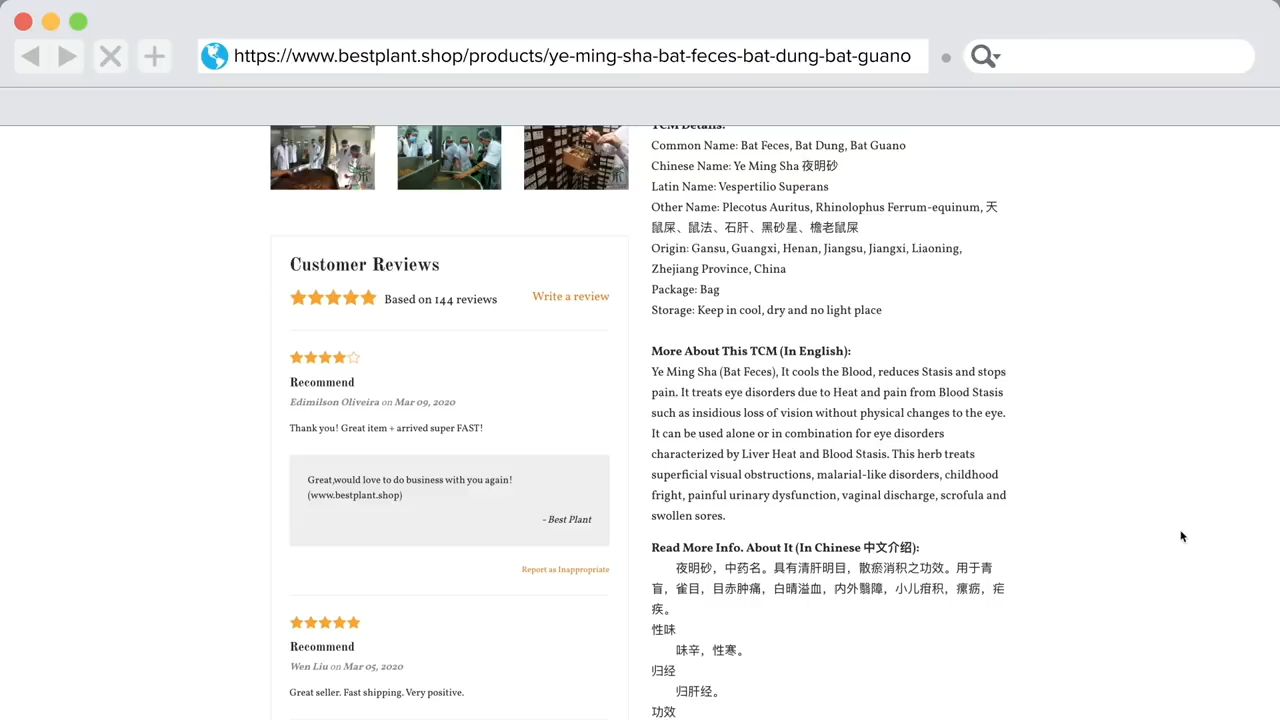 https://www.bestplant.shop/products/ye-ming-sha-bat-feces-bat-dung-bat-guano
Customer Reviews
Based on 144 reviews
Write a review
Recommend
Edimilson Oliveira on Mar 09, 2020
Thank you! Great item + arrived super FAST!
Great,would love to do business with you again!
(www.bestplant.shop)
- Best Plant
Report as Inappropriate
Recommend
Wen Liu on Mar 05, 2020
Great seller. Fast shipping. Very positive.
TCM Details:
Common Name: Bat Feces, Bat Dung, Bat Guano
Chinese Name: Ye Ming Sha 夜明砂
Latin Name: Vespertilio Superans
Other Name: Plecotus Auritus, Rhinolophus Ferrum-equinum, 天
鼠屎、鼠法、石肝、黑砂星、檐老鼠屎
Origin: Gansu, Guangxi, Henan, Jiangsu, Jiangxi, Liaoning,
Zhejiang Province, China
Package: Bag
Storage: Keep in cool, dry and no light place
More About This TCM (In English):
Ye Ming Sha (Bat Feces), It cools the Blood, reduces Stasis and stops
pain. It treats eye disorders due to Heat and pain from Blood Stasis
such as insidious loss of vision without physical changes to the eye.
It can be used alone or in combination for eye disorders
characterized by Liver Heat and Blood Stasis. This herb treats
superficial visual obstructions, malarial-like disorders, childhood
fright, painful urinary dysfunction, vaginal discharge, scrofula and
swollen sores.
Read More Info. About It (In Chinese 中文介绍):
夜明砂，中药名。具有清肝明目，散瘀消积之功效。用于青
盲，雀目，目赤肿痛，白睛溢血，内外翳障，小儿疳积，瘰疬，疟
疾。
性味
味辛，性寒。
归经
归肝经。
功效